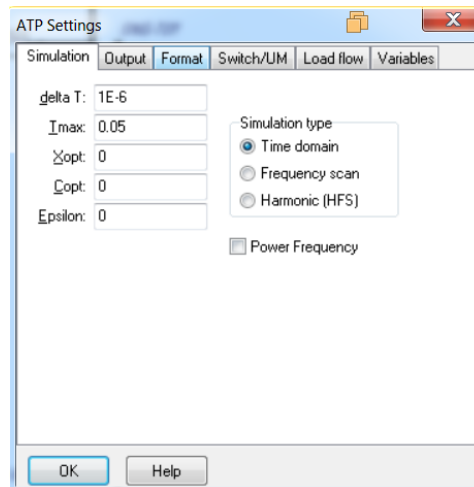 ATP Settings
Simulation Output Format Switch/UM Load flow Variables
delta T: 1E-6
Tmax: 0.05
Xopt: 0
Copt: 0
Epsilon: 0
Simulation type
Time domain
Frequency scan
Harmonic (HFS)
Power Frequency
OK Help